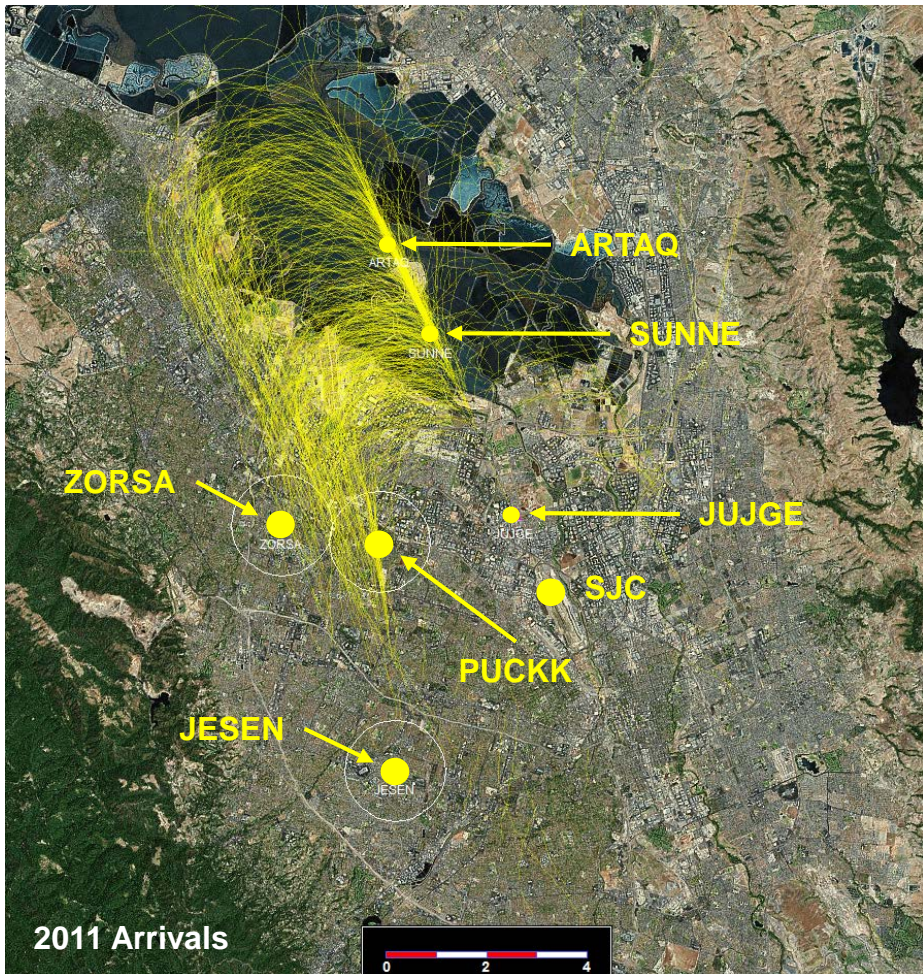 ARTAQ
ARTAQ
SUNNE
SUNNE
ZORSA
ZORSA
JUJGE
JUJGE
SJC
PUCKK
JESEN
JESEN
2011 Arrivals
0 2 4